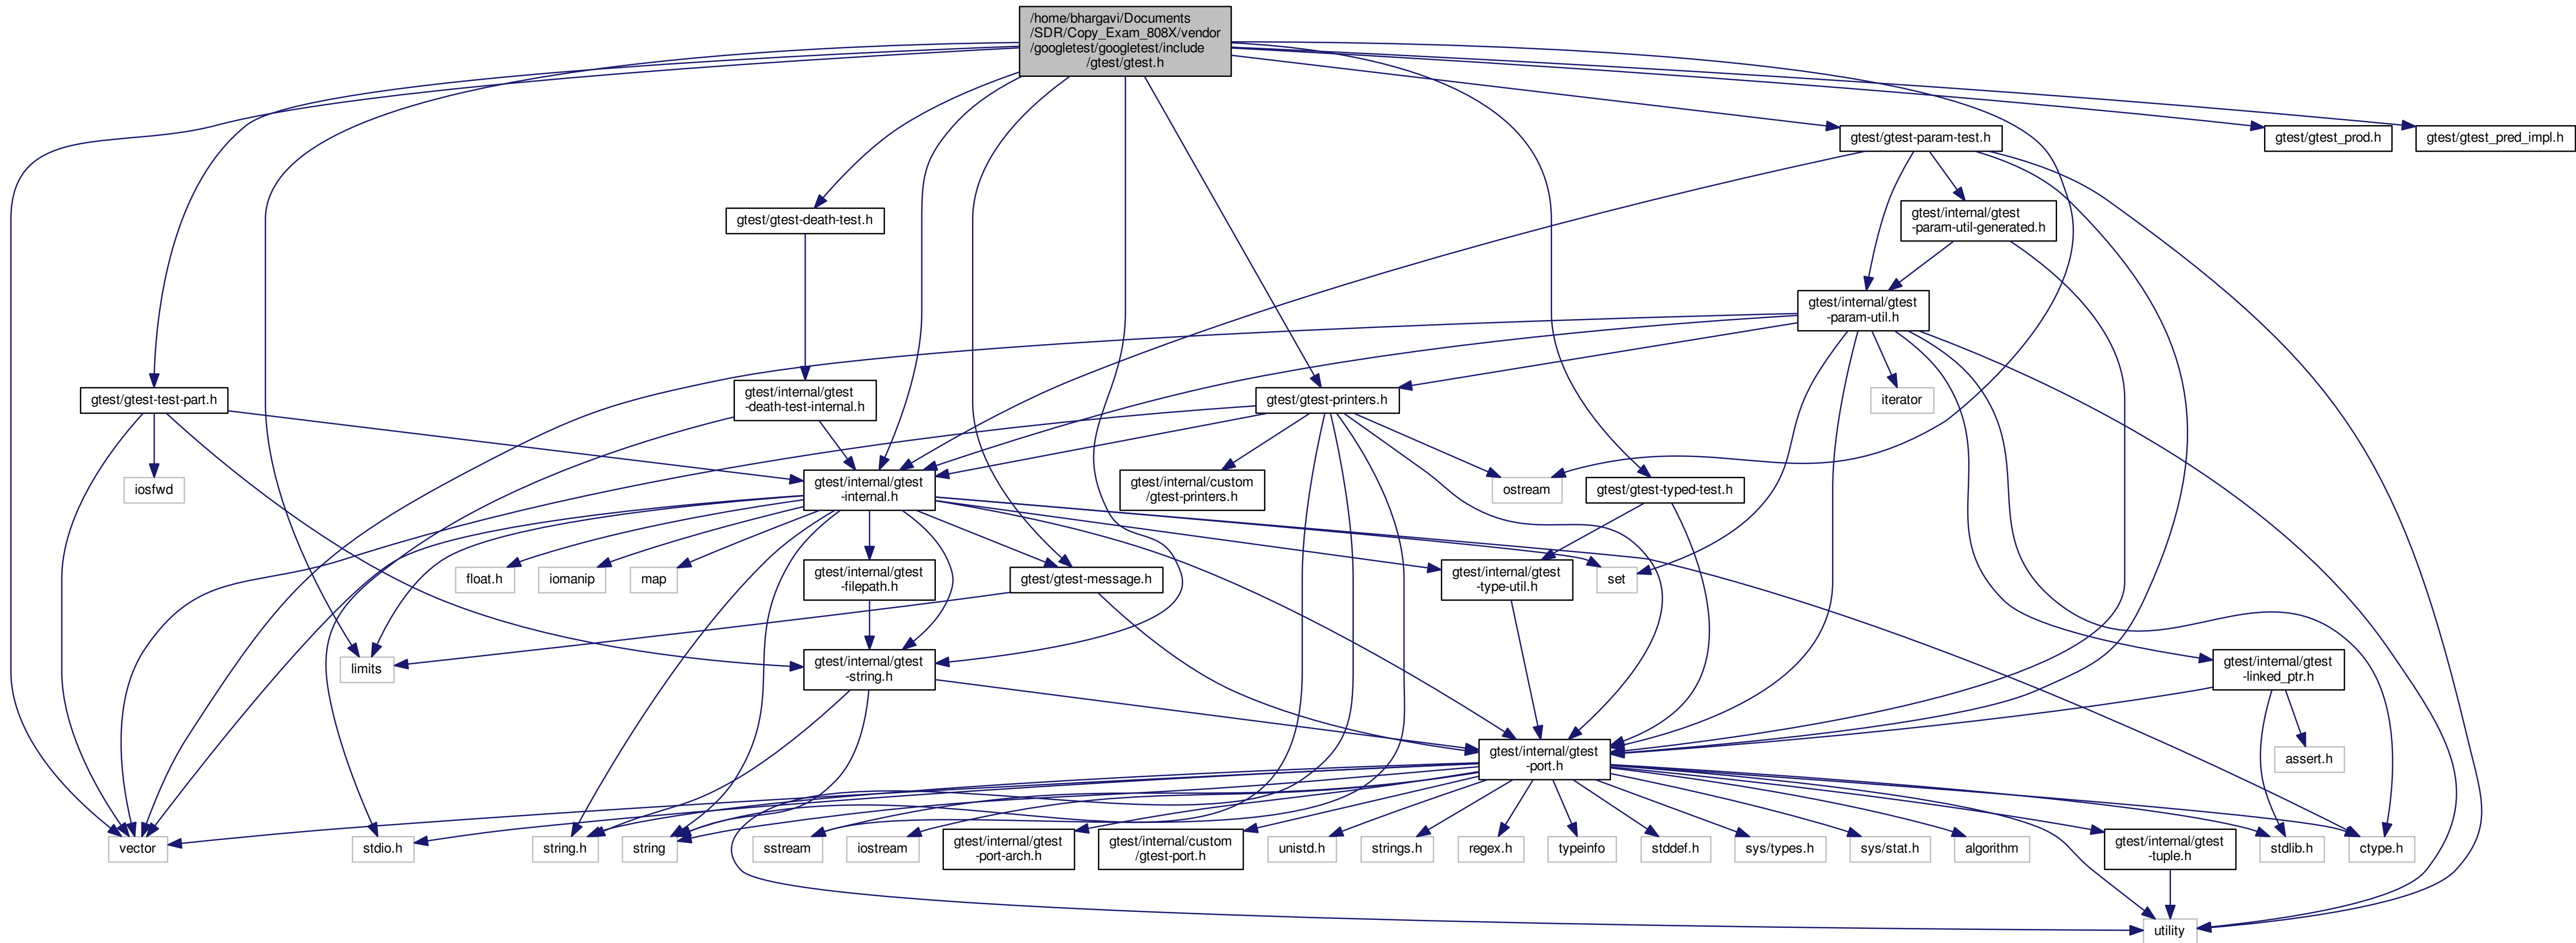 /home/bhargavi/Documents
/SDR/Copy_Exam_808X/vendor
/googletest/googletest/include
/gtest/gtest.h
gtest/gtest-param-test.h
gtest/gtest_prod.h
gtest/gtest_pred_impl.h
gtest/gtest-death-test.h
gtest/internal/gtest
-param-util-generated.h
gtest/internal/gtest
-param-util.h
gtest/gtest-test-part.h
gtest/internal/gtest
-death-test-internal.h
gtest/gtest-printers.h
iterator
iosfwd
gtest/internal/gtest
-internal.h
gtest/internal/custom
/gtest-printers.h
ostream
gtest/gtest-typed-test.h
float.h
iomanip
map
gtest/internal/gtest
-filepath.h
gtest/gtest-message.h
gtest/internal/gtest
-type-util.h
set
limits
gtest/internal/gtest
-string.h
gtest/internal/gtest
-linked_ptr.h
gtest/internal/gtest
-port.h
assert.h
vector
stdio.h
string.h
string
sstream
iostream
gtest/internal/gtest
-port-arch.h
gtest/internal/custom
/gtest-port.h
unistd.h
strings.h
regex.h
typeinfo
stddef.h
sys/types.h
sys/stat.h
algorithm
gtest/internal/gtest
-tuple.h
stdlib.h
ctype.h
utility